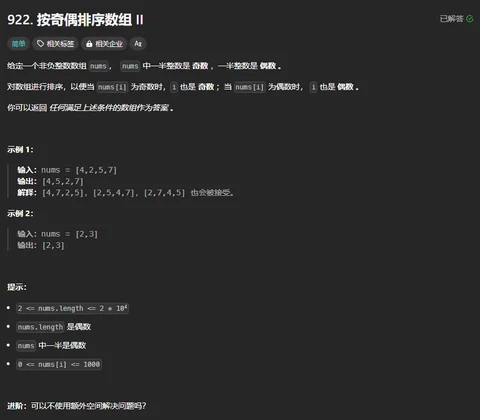 922. 按奇偶排序数组 II
已解答
简单 相关标签 相关企业 Ax
给定一个非负整数数组 nums， nums 中一半整数是 奇数 ，一半整数是 偶数 。
对数组进行排序，以便当 nums[i] 为奇数时，i 也是 奇数 ；当 nums[i] 为偶数时， i 也是 偶数 。
你可以返回 任何满足上述条件的数组作为答案 。
示例 1：
输入：nums = [4,2,5,7]
输出：[4,5,2,7]
解释：[4,7,2,5]，[2,5,4,7]，[2,7,4,5] 也会被接受。
示例 2：
输入：nums = [2,3]
输出：[2,3]
提示：
2 <= nums.length <= 2 * 10⁴
nums.length 是偶数
nums 中一半是偶数
0 <= nums[i] <= 1000
进阶：可以不使用额外空间解决问题吗？